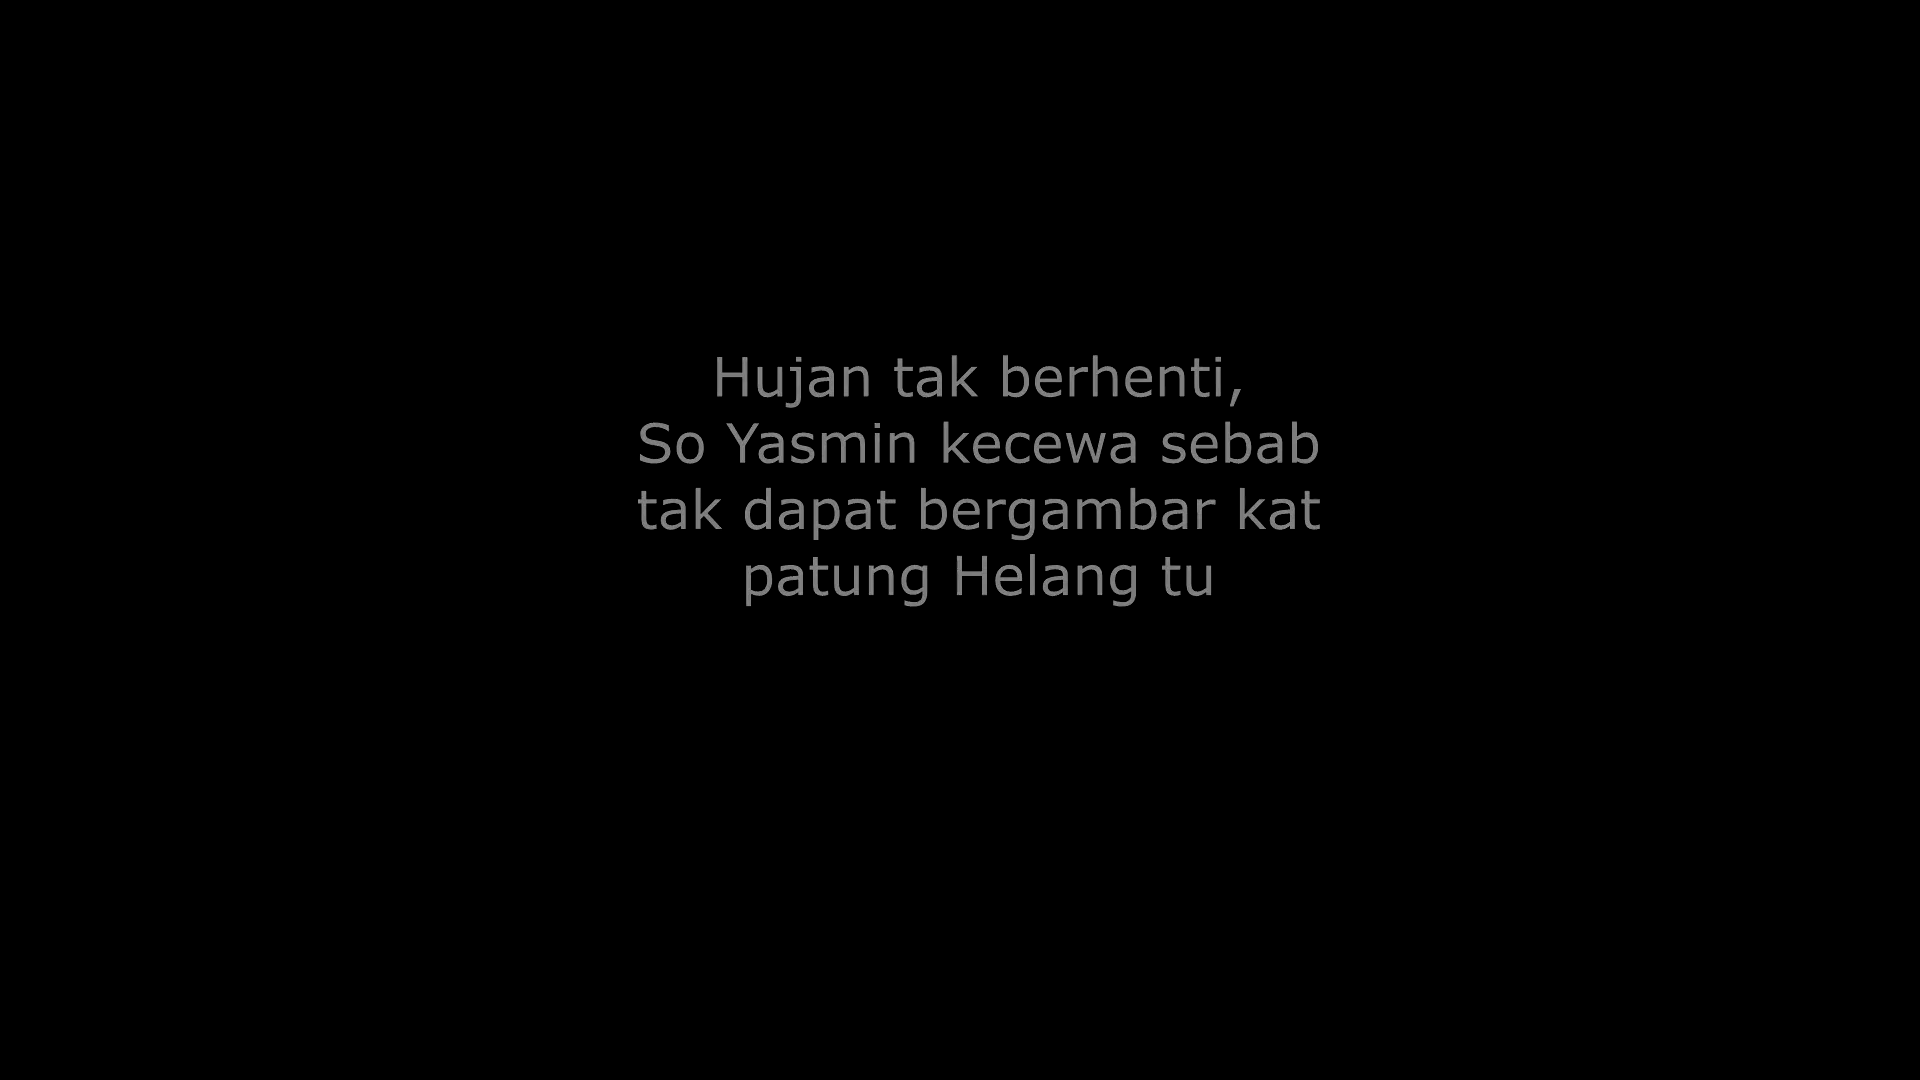 Hujan tak berhenti,
So Yasmin kecewa sebab
tak dapat bergambar kat
patung Helang tu